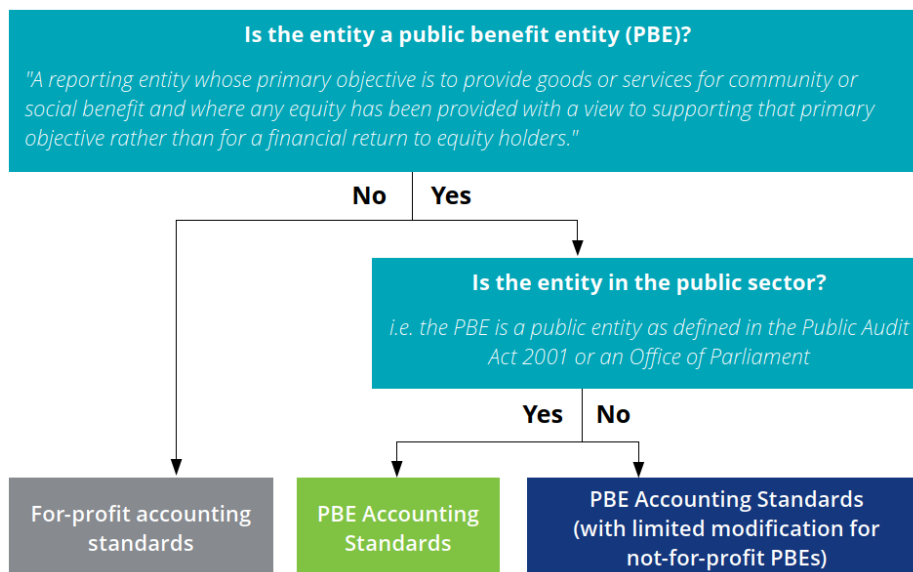 Is the entity a public benefit entity (PBE)?
"A reporting entity whose primary objective is to provide goods or services for community or
social benefit and where any equity has been provided with a view to supporting that primary
objective rather than for a financial return to equity holders."
No Yes
Is the entity in the public sector?
i.e. the PBE is a public entity as defined in the Public Audit
Act 2001 or an Office of Parliament
Yes No
For-profit accounting
standards
PBE Accounting
Standards
PBE Accounting Standards
(with limited modification for
not-for-profit PBEs)